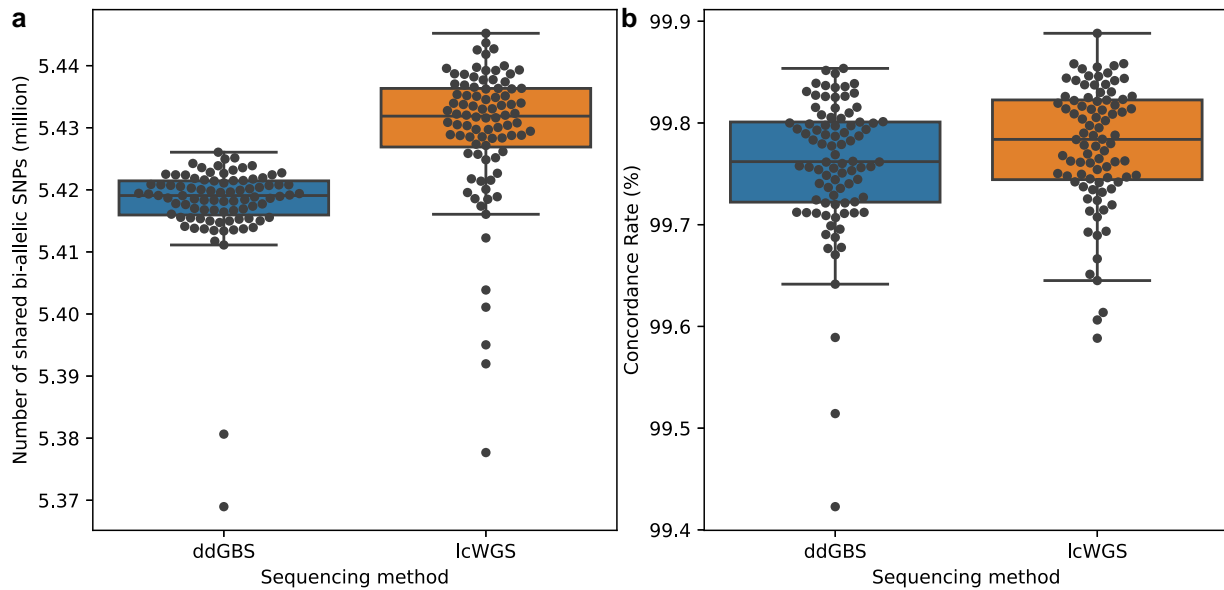 a
Number of shared bi-allelic SNPs (million)
5.44
5.43
5.42
5.41
5.40
5.39
5.38
5.37
ddGBS
lcWGS
Sequencing method
b
Concordance Rate (%)
99.9
99.8
99.7
99.6
99.5
99.4
ddGBS
lcWGS
Sequencing method